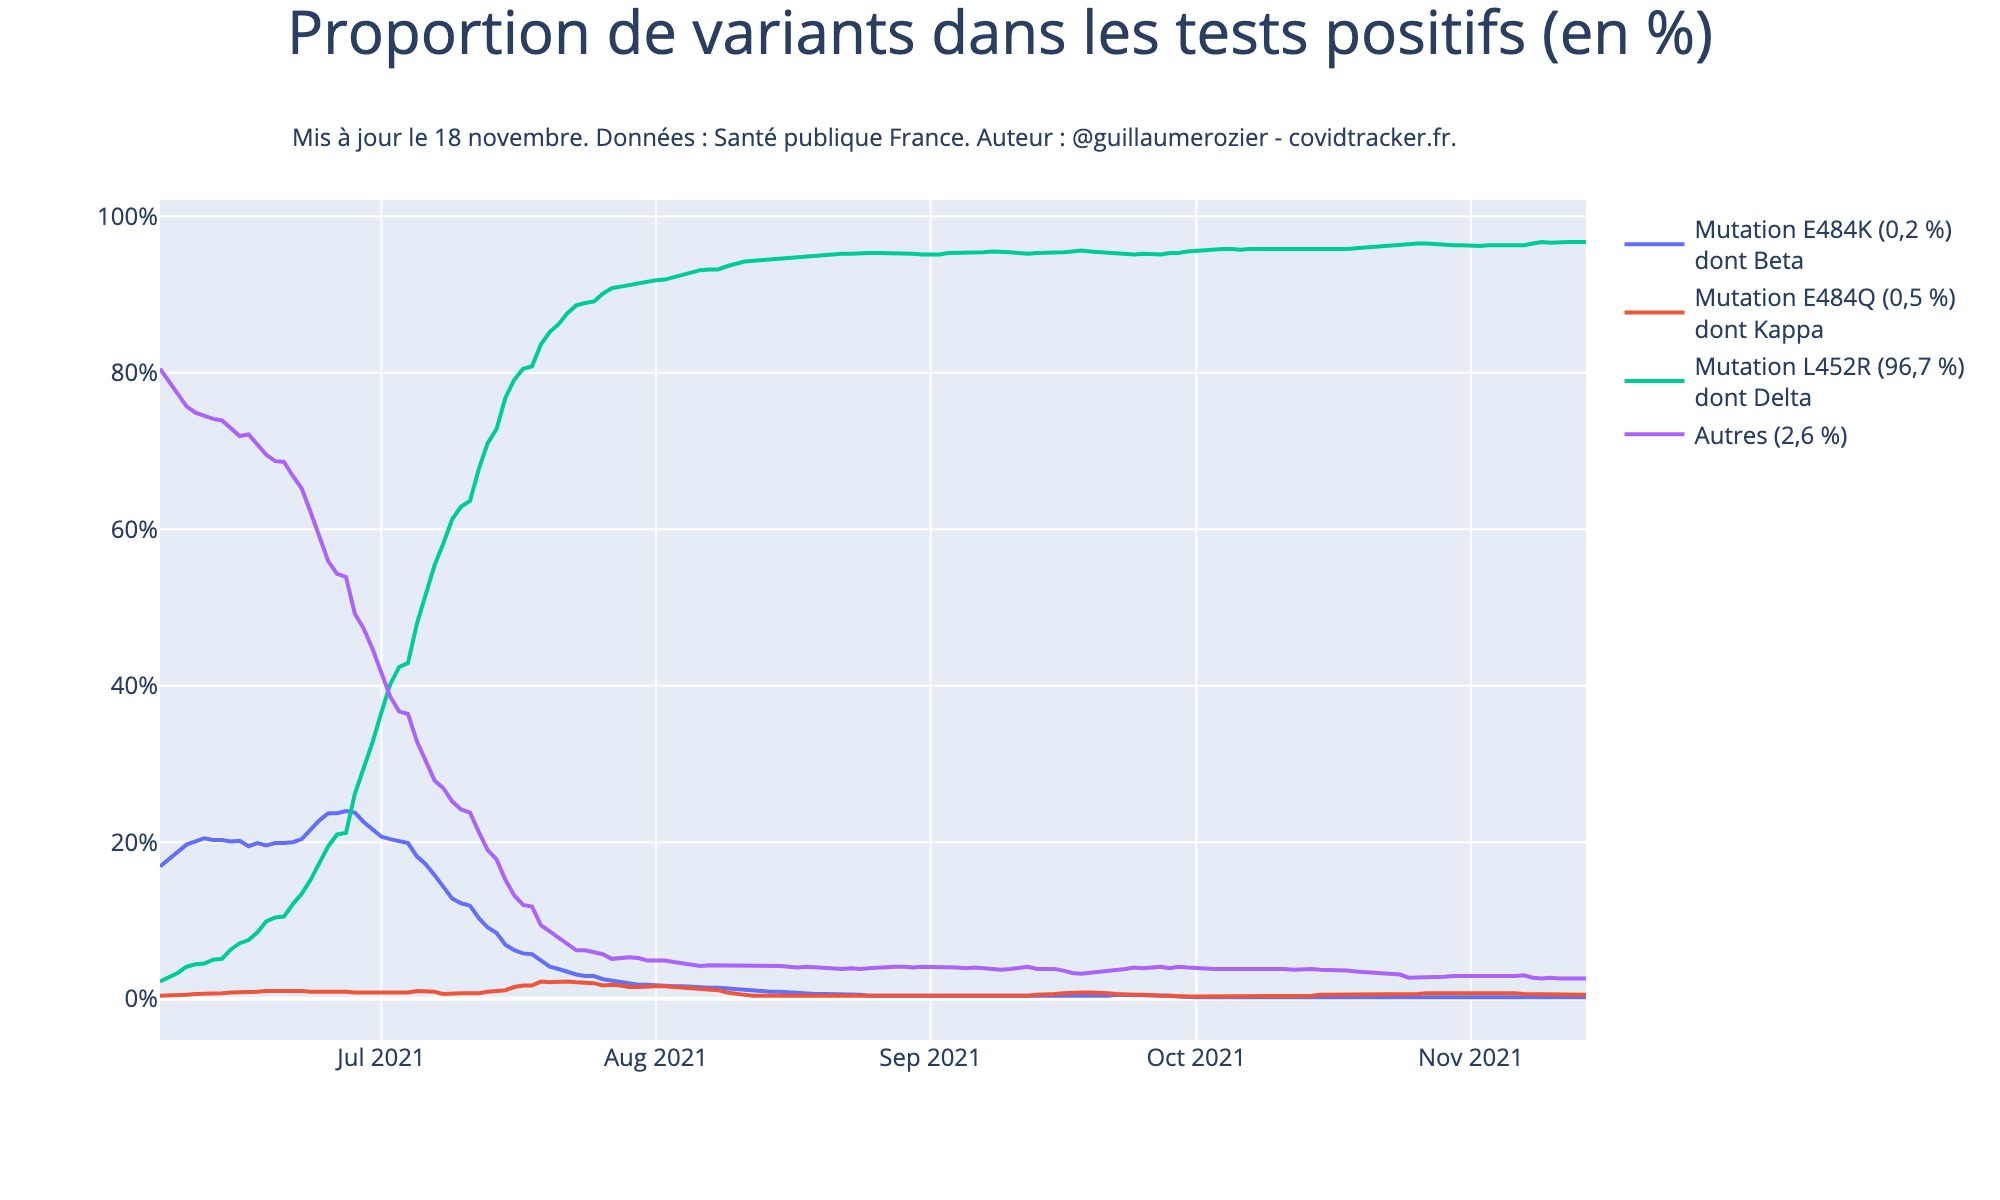 Proportion de variants dans les tests positifs (en %)
Mis à jour le 18 novembre. Données : Santé publique France. Auteur : @guillaumerozier - covidtracker.fr.
100%
80%
60%
40%
20%
0%
Jul 2021
Aug 2021
Sep 2021
Oct 2021
Nov 2021
Mutation E484K (0,2 %)
dont Beta
Mutation E484Q (0,5 %)
dont Kappa
Mutation L452R (96,7 %)
dont Delta
Autres (2,6 %)